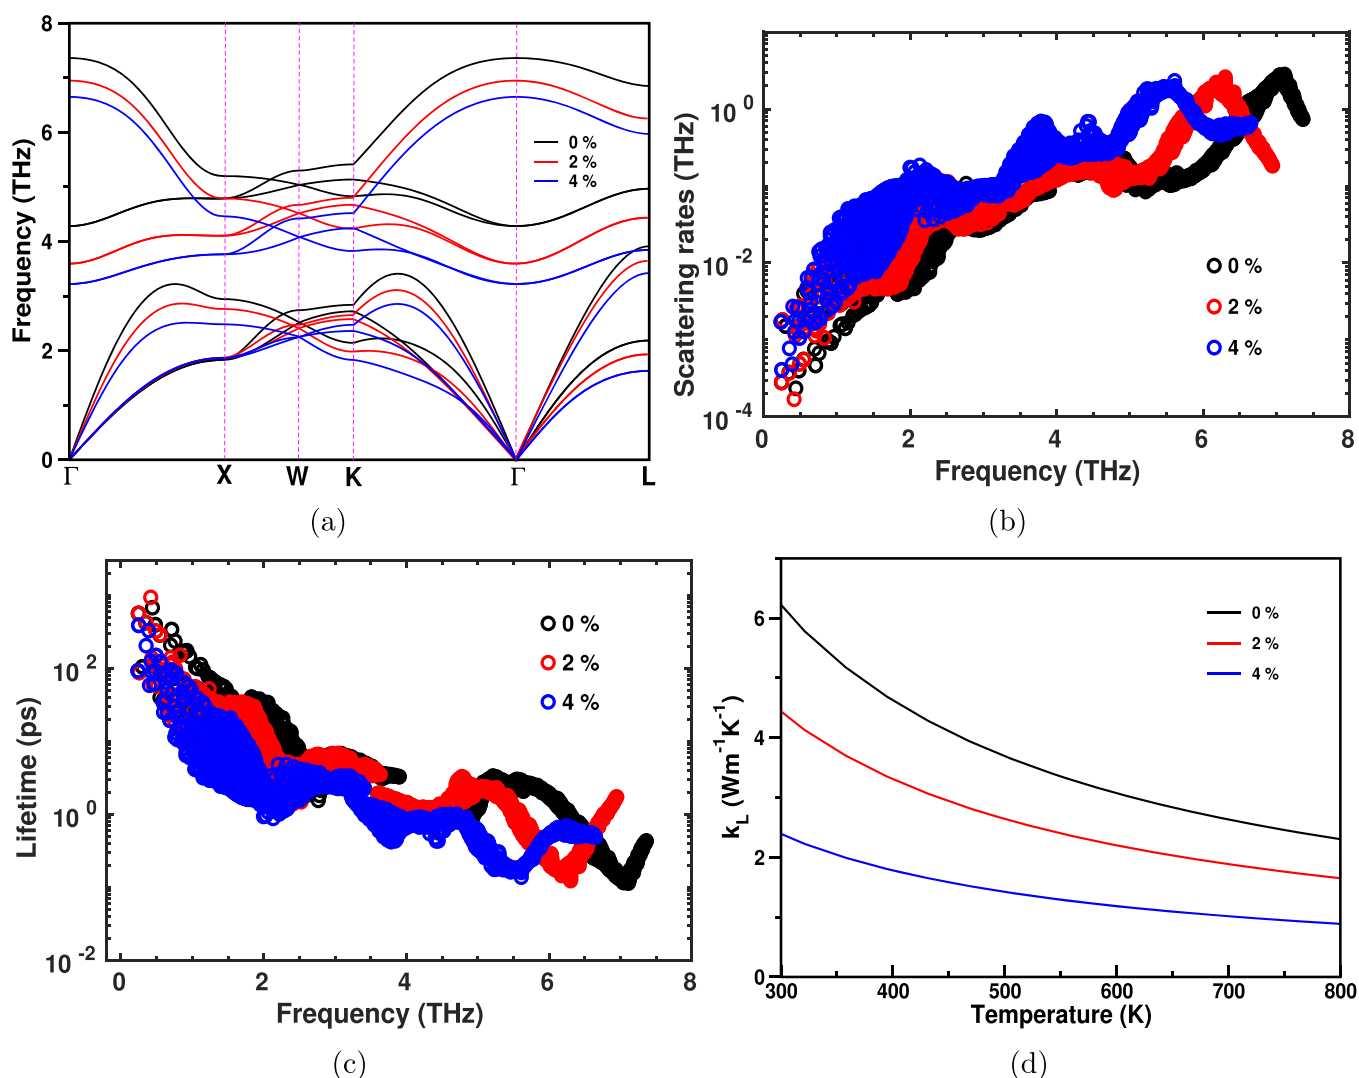 8
6
4
2
0
Frequency (THz)
Γ X W K Γ L
0 %
2 %
4 %
(a)
10^0
10^-2
10^-4
Scattering rates (THz)
0 2 4 6 8
Frequency (THz)
0 %
2 %
4 %
(b)
10^2
10^0
10^-2
Lifetime (ps)
0 2 4 6 8
Frequency (THz)
0 %
2 %
4 %
(c)
6
4
2
0
k_L (Wm^-1K^-1)
300 400 500 600 700 800
Temperature (K)
0 %
2 %
4 %
(d)